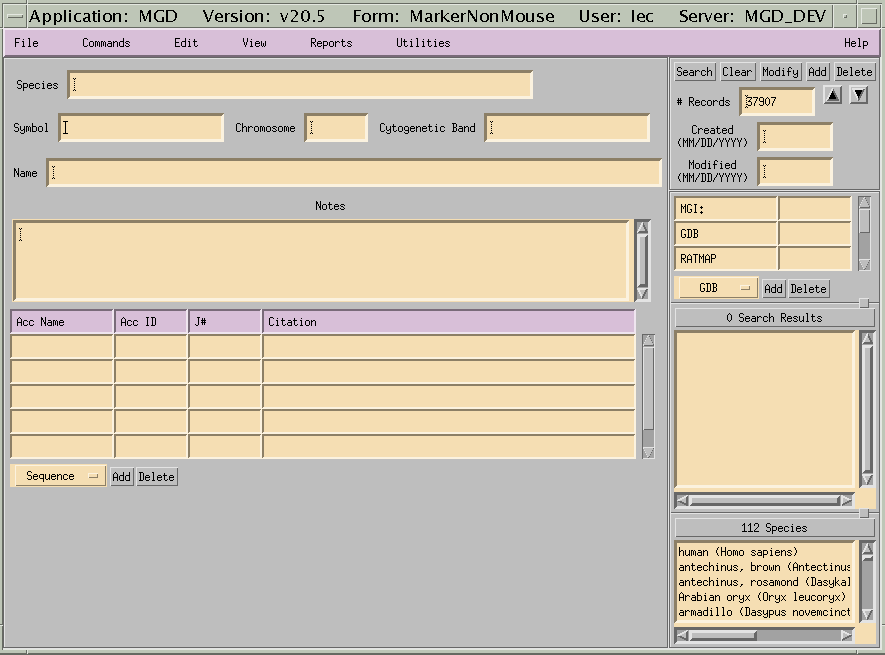 Application: MGD Version: v20.5 Form: MarkerNonMouse User: lec Server: MGD_DEV
File Commands Edit View Reports Utilities Help
Species
Symbol Chromosome Cytogenetic Band
Name
Notes
Acc Name Acc ID J# Citation
Sequence Add Delete
Search Clear Modify Add Delete
# Records 37907
Created
(MM/DD/YYYY)
Modified
(MM/DD/YYYY)
MGI:
GDB
RATMAP
GDB Add Delete
0 Search Results
112 Species
human (Homo sapiens)
antechinus, brown (Antectinus
antechinus, rosamond (Dasykal
Arabian oryx (Oryx leucoryx)
armadillo (Dasypus novemcinct